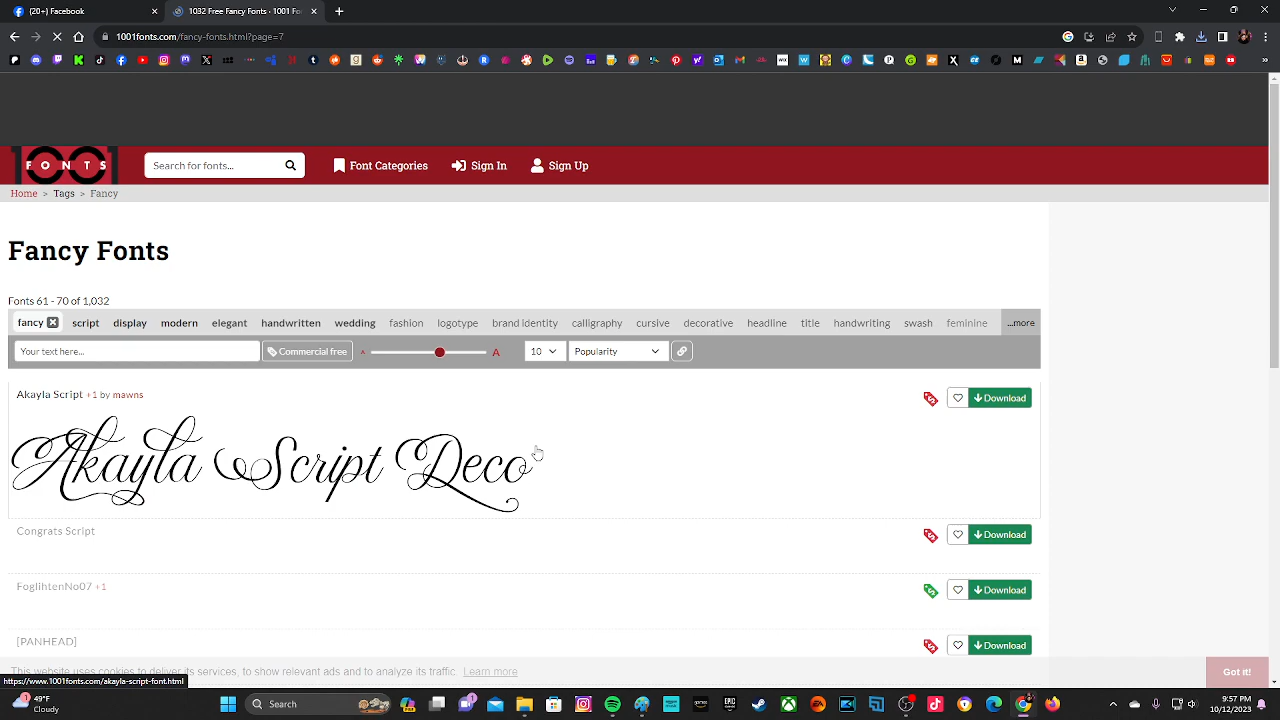 (20+) Facebook
1032 Fancy Fonts · 1001 Fon
1001fonts.com/fancy-fonts.html?page=7
FONTS
Search for fonts...
Font Categories
Sign In
Sign Up
Home > Tags > Fancy
Fancy Fonts
Fonts 61 - 70 of 1,032
fancy script display modern elegant handwritten wedding fashion logotype brand identity calligraphy cursive decorative headline title handwriting swash feminine ...more
Your text here... Commercial free A A 10 Popularity
Akayla Script +1 by mawns
Download
Akayla Script Deco
Congrats Script
Download
FoglihtenNo07 +1
Download
[PANHEAD]
Download
This website uses cookies to deliver its services, to show relevant ads and to analyze its traffic. Learn more
Got it!
https://www.1001fonts.com/akayla-script-font.html
49°F
Cloudy
Search
9:57 PM
10/12/2023